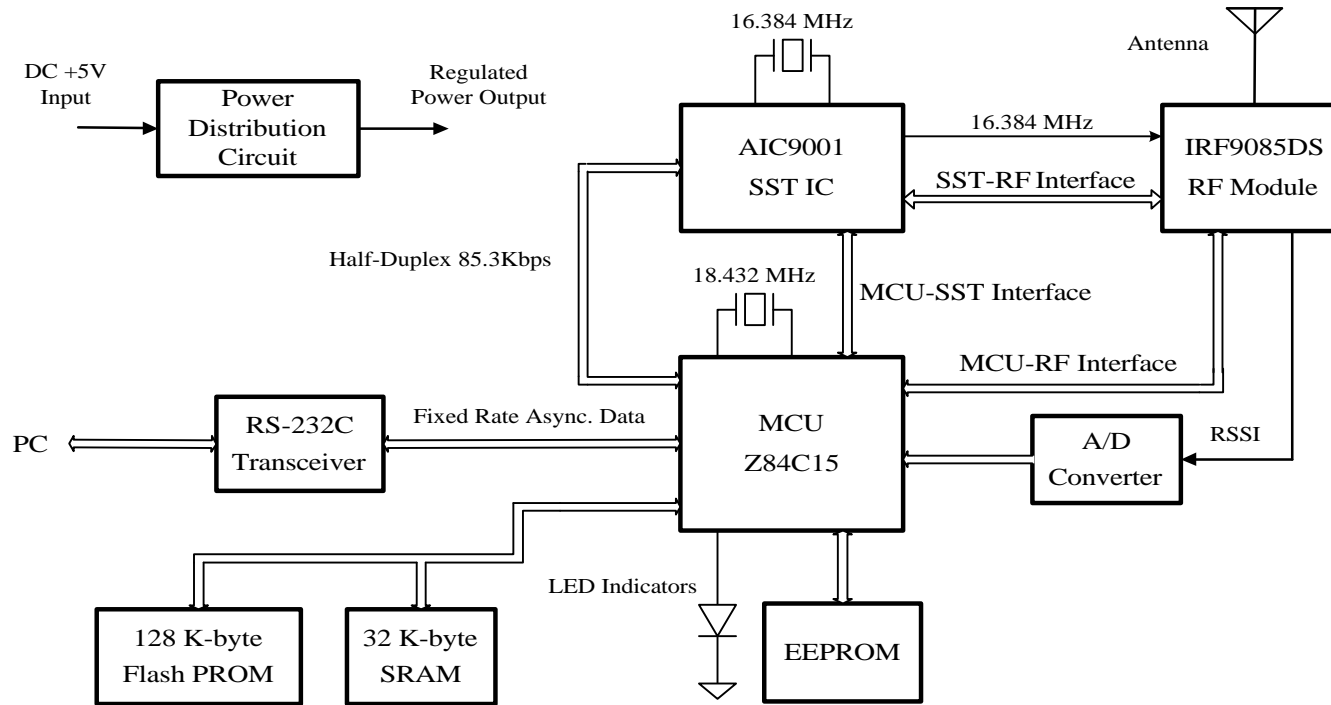 16.384 MHz
Antenna
DC +5V
Input
Power
Distribution
Circuit
Regulated
Power Output
AIC9001
SST IC
16.384 MHz
SST-RF Interface
IRF9085DS
RF Module
Half-Duplex 85.3Kbps
18.432 MHz
MCU-SST Interface
MCU-RF Interface
PC
RS-232C
Transceiver
Fixed Rate Async. Data
MCU
Z84C15
A/D
Converter
RSSI
LED Indicators
128 K-byte
Flash PROM
32 K-byte
SRAM
EEPROM